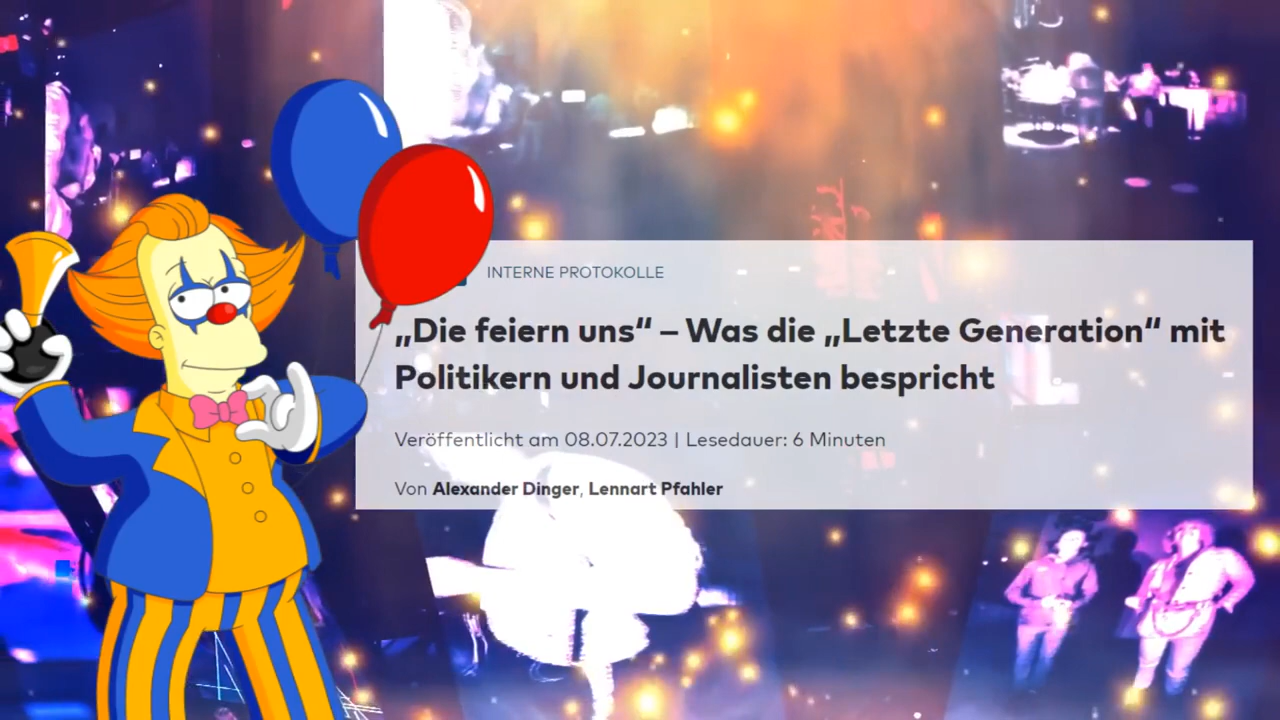 INTERNE PROTOKOLLE
„Die feiern uns“ – Was die „Letzte Generation“ mit
Politikern und Journalisten bespricht
Veröffentlicht am 08.07.2023 | Lesedauer: 6 Minuten
Von Alexander Dinger, Lennart Pfahler